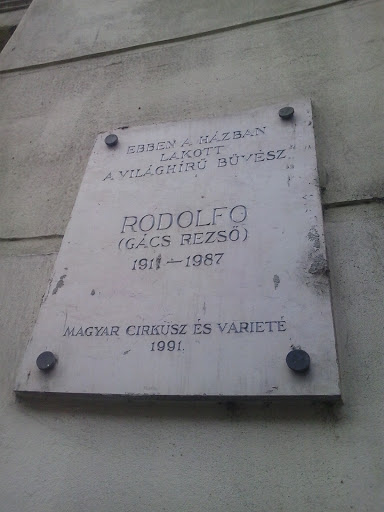 EBBEN A HÁZBAN
LAKOTT
A VILÁGHÍRŰ BŰVÉSZ
RODOLFO
(GÁCS REZSŐ)
1911–1987
MAGYAR CIRKUSZ ÉS VARIETÉ
1991.